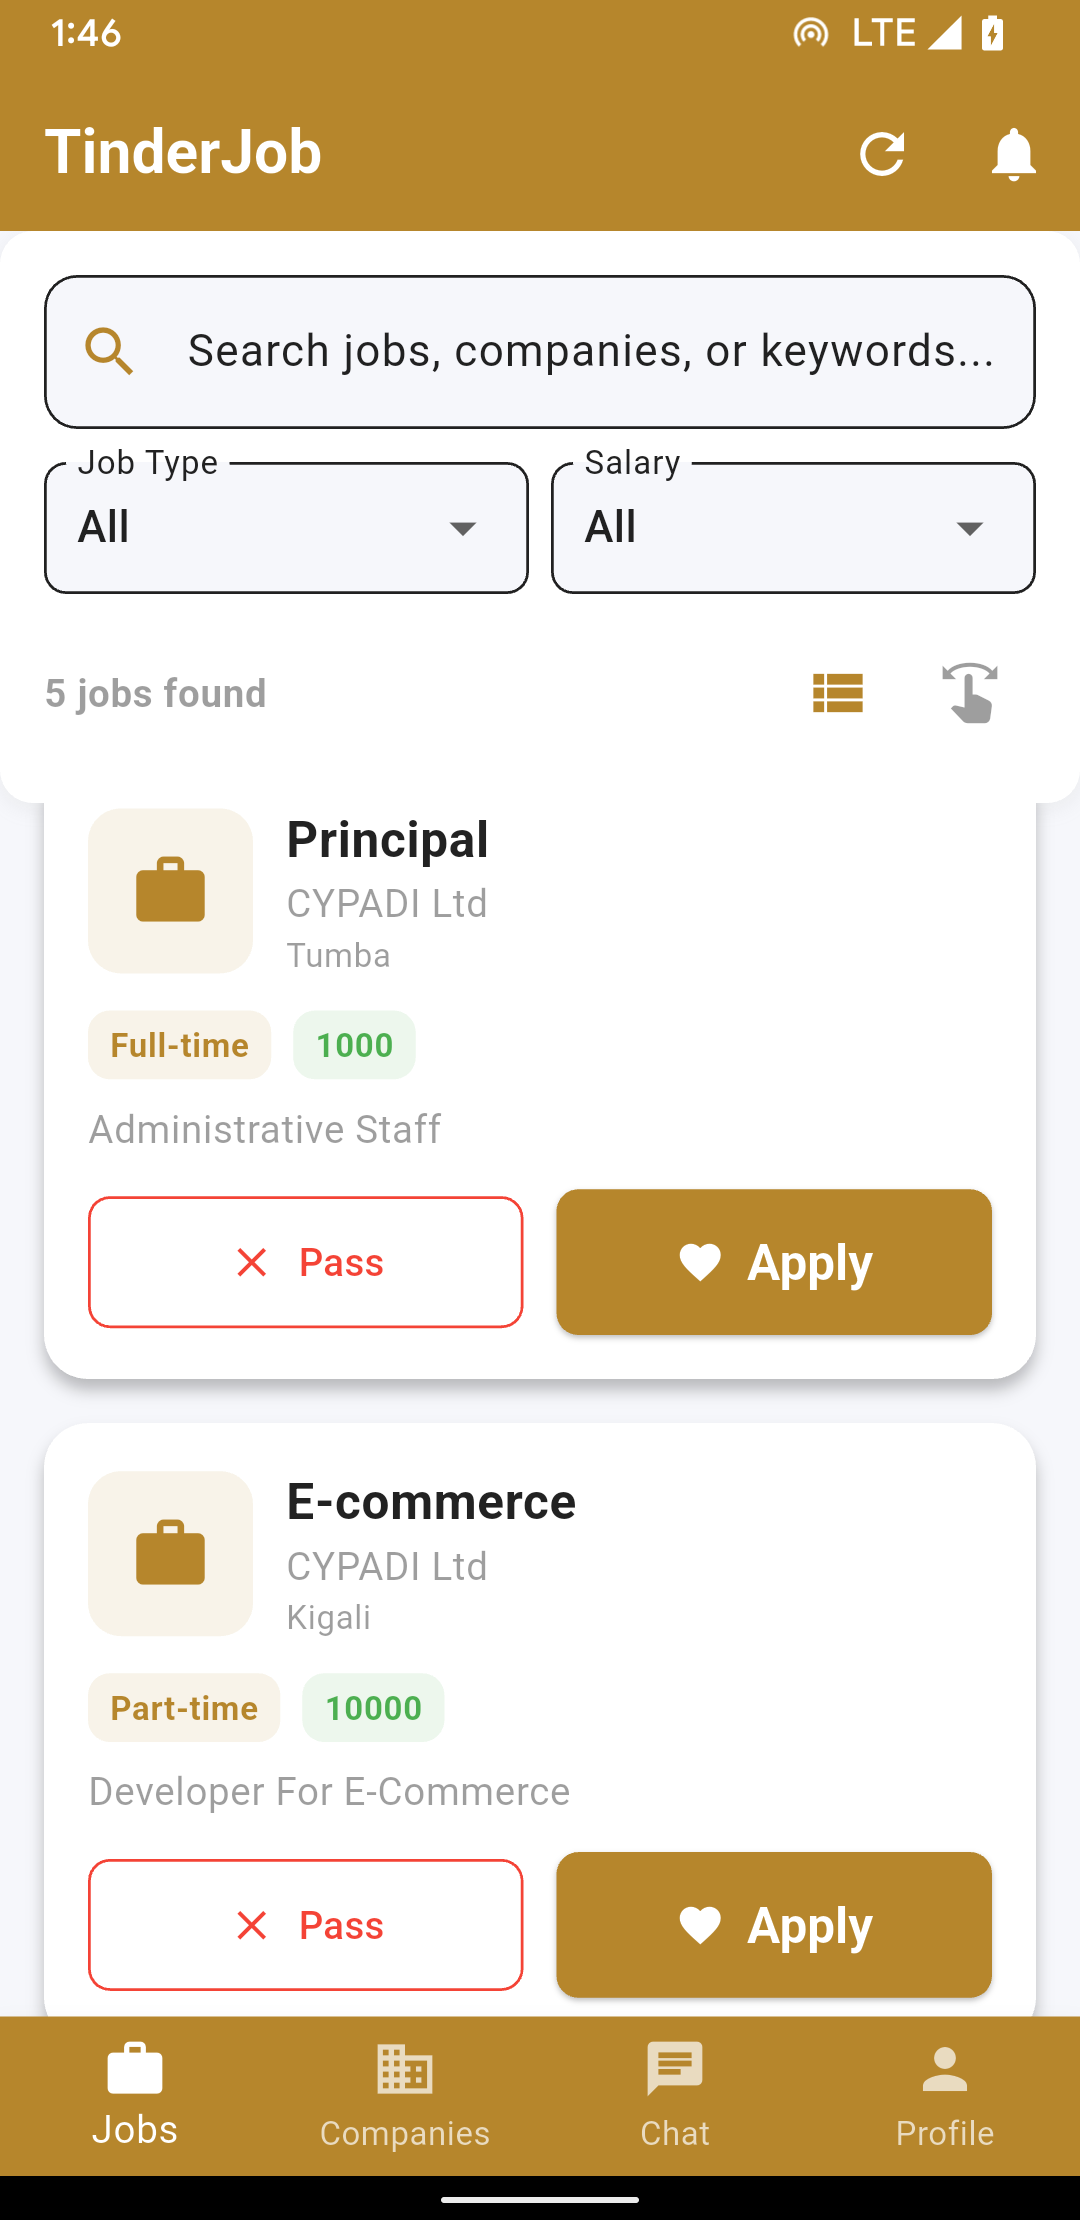 1:46
LTE
TinderJob
Search jobs, companies, or keywords...
Job Type
Salary
All
All
5 jobs found
Principal
CYPADI Ltd
Tumba
Full-time
1000
Administrative Staff
Pass
Apply
E-commerce
CYPADI Ltd
Kigali
Part-time
10000
Developer For E-Commerce
Pass
Apply
Jobs
Companies
Chat
Profile